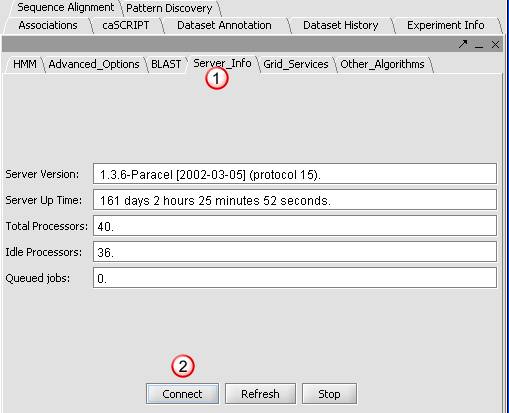 Sequence Alignment Pattern Discovery
Associations caSCRIPT Dataset Annotation Dataset History Experiment Info
HMM Advanced_Options BLAST Server_Info Grid_Services Other_Algorithms
1
Server Version: 1.3.6-Paracel [2002-03-05] (protocol 15).
Server Up Time: 161 days 2 hours 25 minutes 52 seconds.
Total Processors: 40.
Idle Processors: 36.
Queued jobs: 0.
2
Connect Refresh Stop